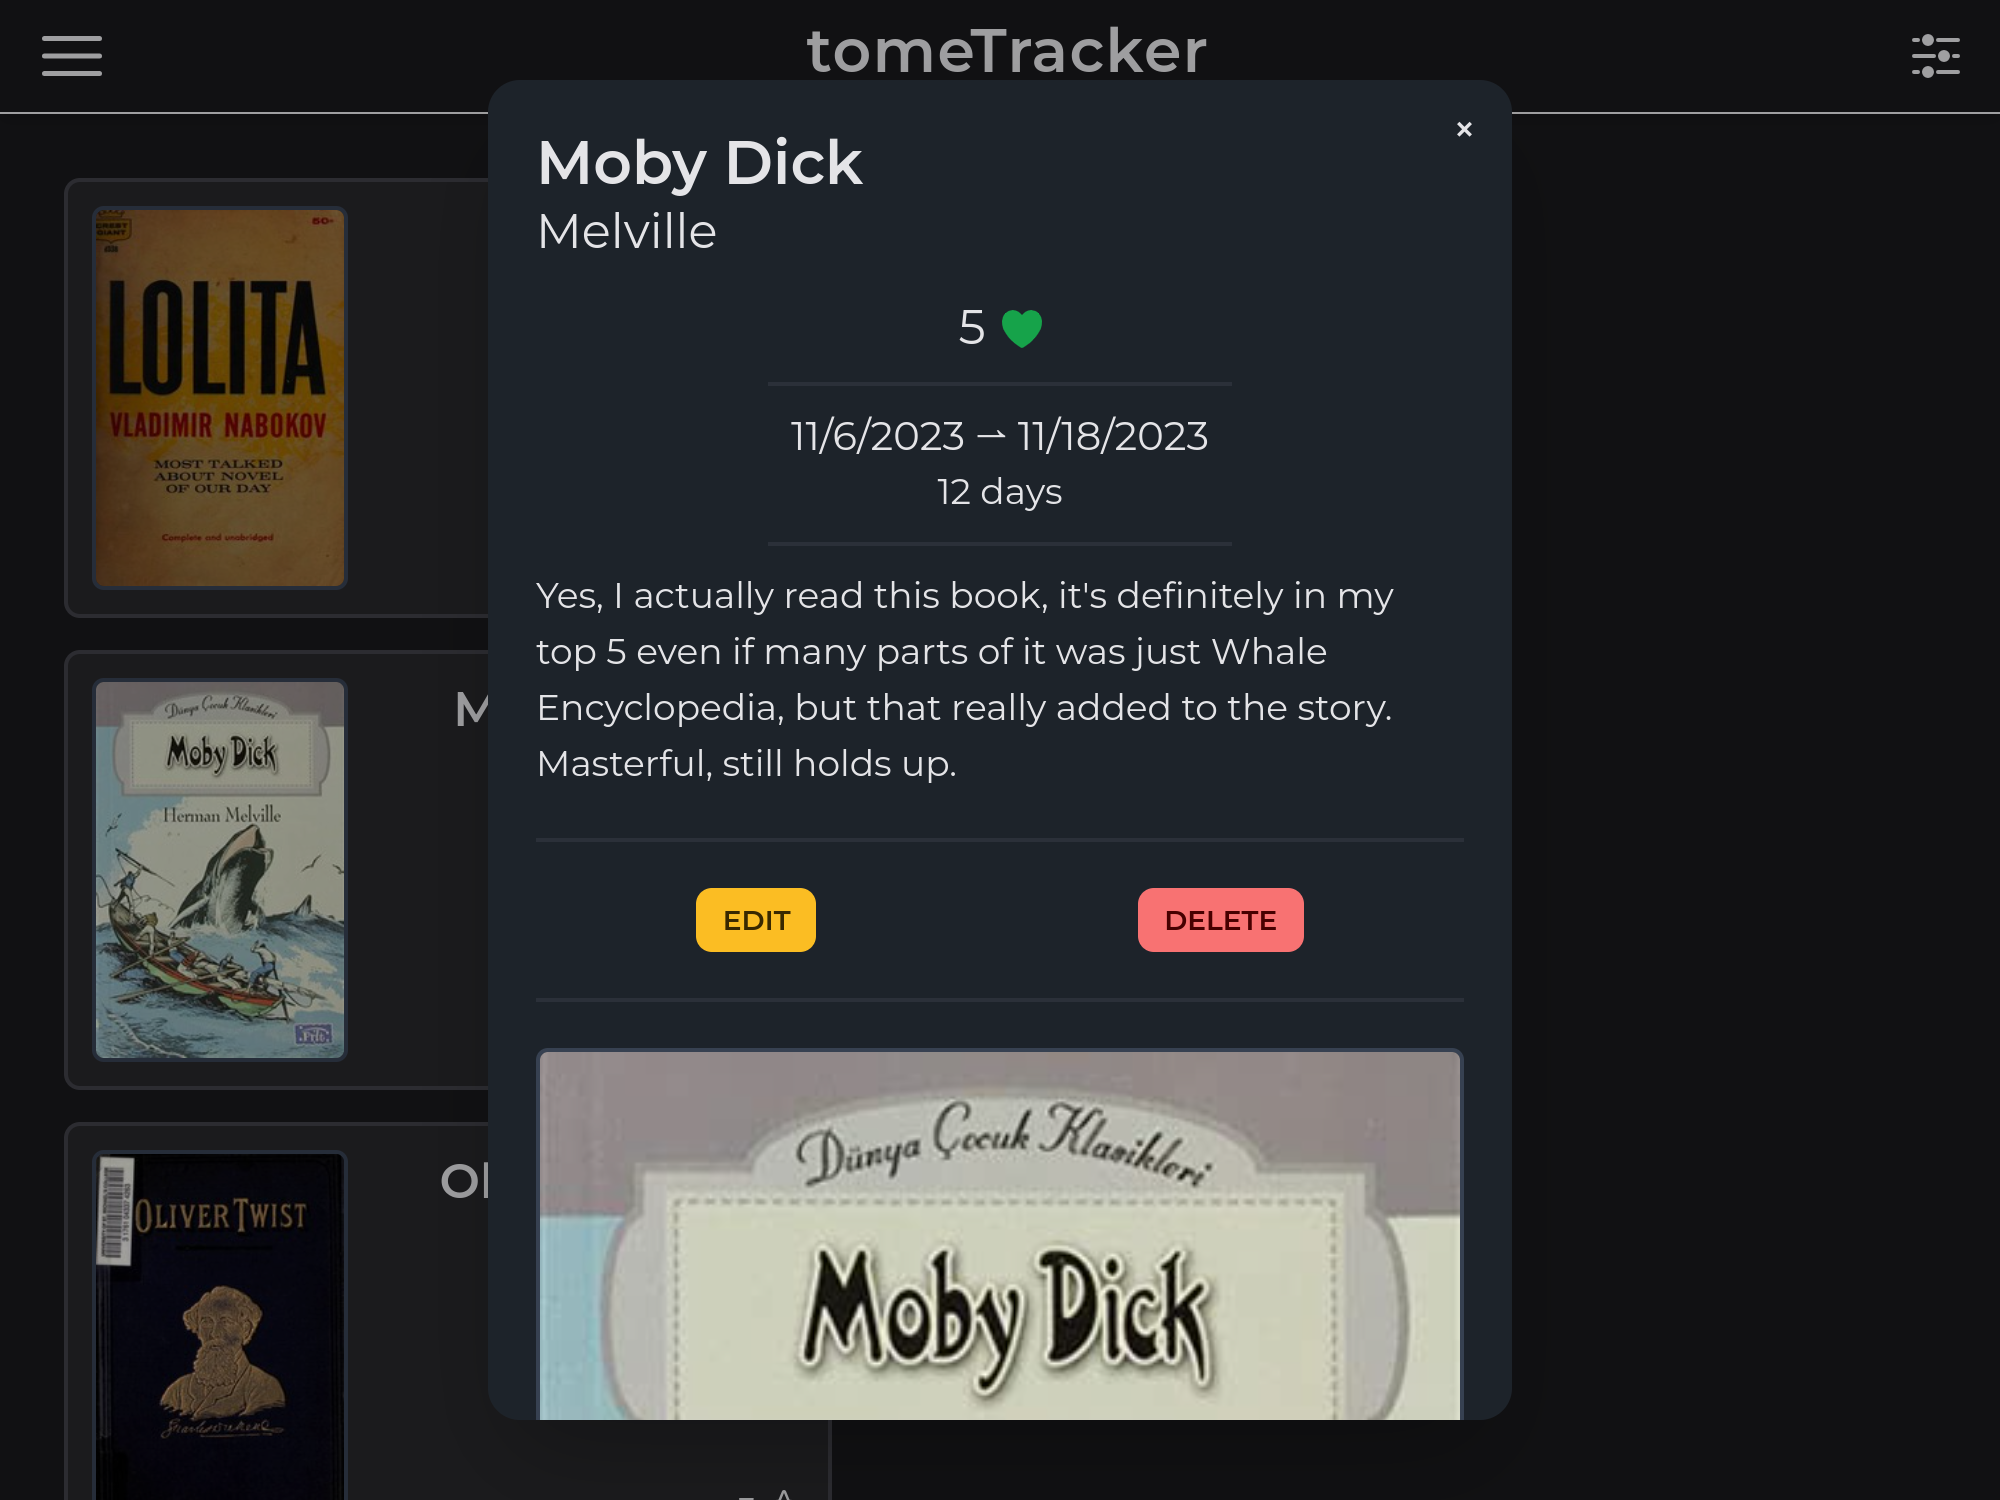 tomeTracker
50¢
CREST
GIANT
LOLITA
VLADIMIR NABOKOV
MOST TALKED
ABOUT NOVEL
OF OUR DAY
Complete and unabridged
M
Dünya Çocuk Klasikleri
Moby Dick
Herman Melville
Ol
OLIVER TWIST
×
Moby Dick
Melville
5
11/6/2023 ⇀ 11/18/2023
12 days
Yes, I actually read this book, it's definitely in my
top 5 even if many parts of it was just Whale
Encyclopedia, but that really added to the story.
Masterful, still holds up.
EDIT
DELETE
Dünya Çocuk Klasikleri
Moby Dick